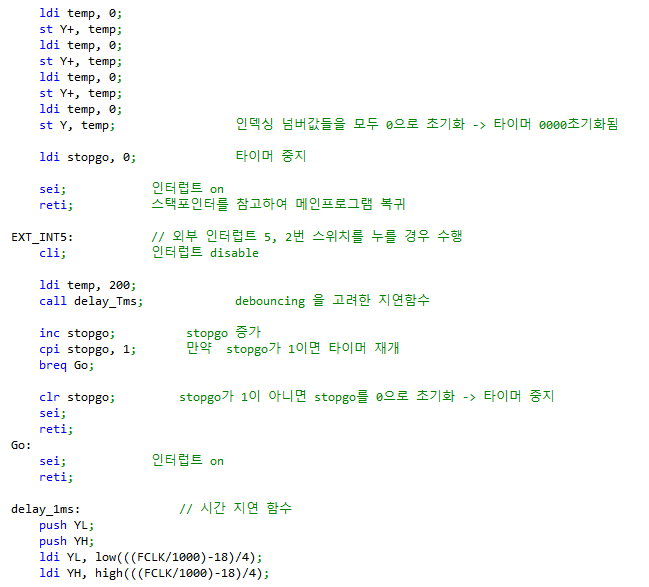 ldi temp, 0;
st Y+, temp;
ldi temp, 0;
st Y+, temp;
ldi temp, 0;
st Y+, temp;
ldi temp, 0;
st Y, temp; 인덱싱 넘버값들을 모두 0으로 초기화 -> 타이머 0000초기화됨
ldi stopgo, 0; 타이머 중지
sei; 인터럽트 on
reti; 스택포인터를 참고하여 메인프로그램 복귀
EXT_INT5: // 외부 인터럽트 5, 2번 스위치를 누를 경우 수행
cli; 인터럽트 disable
ldi temp, 200;
call delay_Tms; debouncing 을 고려한 지연함수
inc stopgo; stopgo 증가
cpi stopgo, 1; 만약 stopgo가 1이면 타이머 재개
breq Go;
clr stopgo; stopgo가 1이 아니면 stopgo를 0으로 초기화 -> 타이머 중지
sei;
reti;
Go:
sei; 인터럽트 on
reti;
delay_1ms: // 시간 지연 함수
push YL;
push YH;
ldi YL, low(((FCLK/1000)-18)/4);
ldi YH, high(((FCLK/1000)-18)/4);